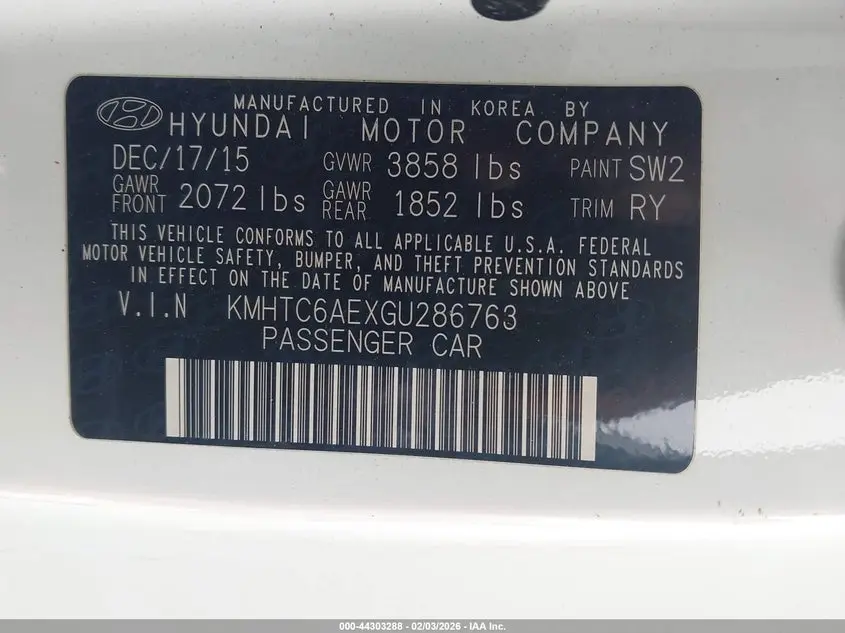 MANUFACTURED IN KOREA BY
HYUNDAI MOTOR COMPANY
DEC/17/15 GVWR 3858 lbs PAINT SW2
GAWR FRONT 2072 lbs GAWR REAR 1852 lbs TRIM RY
THIS VEHICLE CONFORMS TO ALL APPLICABLE U.S.A. FEDERAL
MOTOR VEHICLE SAFETY, BUMPER, AND THEFT PREVENTION STANDARDS
IN EFFECT ON THE DATE OF MANUFACTURE SHOWN ABOVE
V.I.N KMHTC6AEXGU286763
PASSENGER CAR
000-44303288 - 02/03/2026 - IAA Inc.